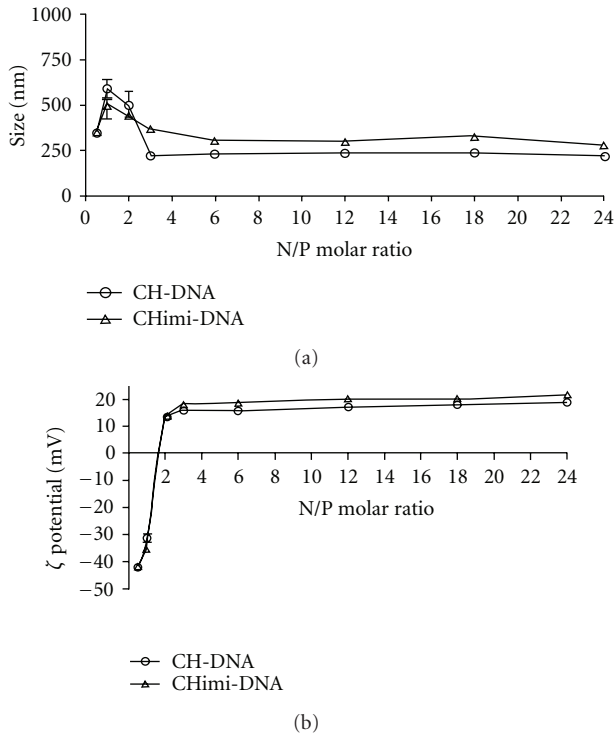 1000
750
500
250
0
Size (nm)
0 2 4 6 8 10 12 14 16 18 20 22 24
N/P molar ratio
CH-DNA
CHimi-DNA
(a)
20
10
0
−10
−20
−30
−40
−50
ζ potential (mV)
2 4 6 8 10 12 14 16 18 20 22 24
N/P molar ratio
CH-DNA
CHimi-DNA
(b)